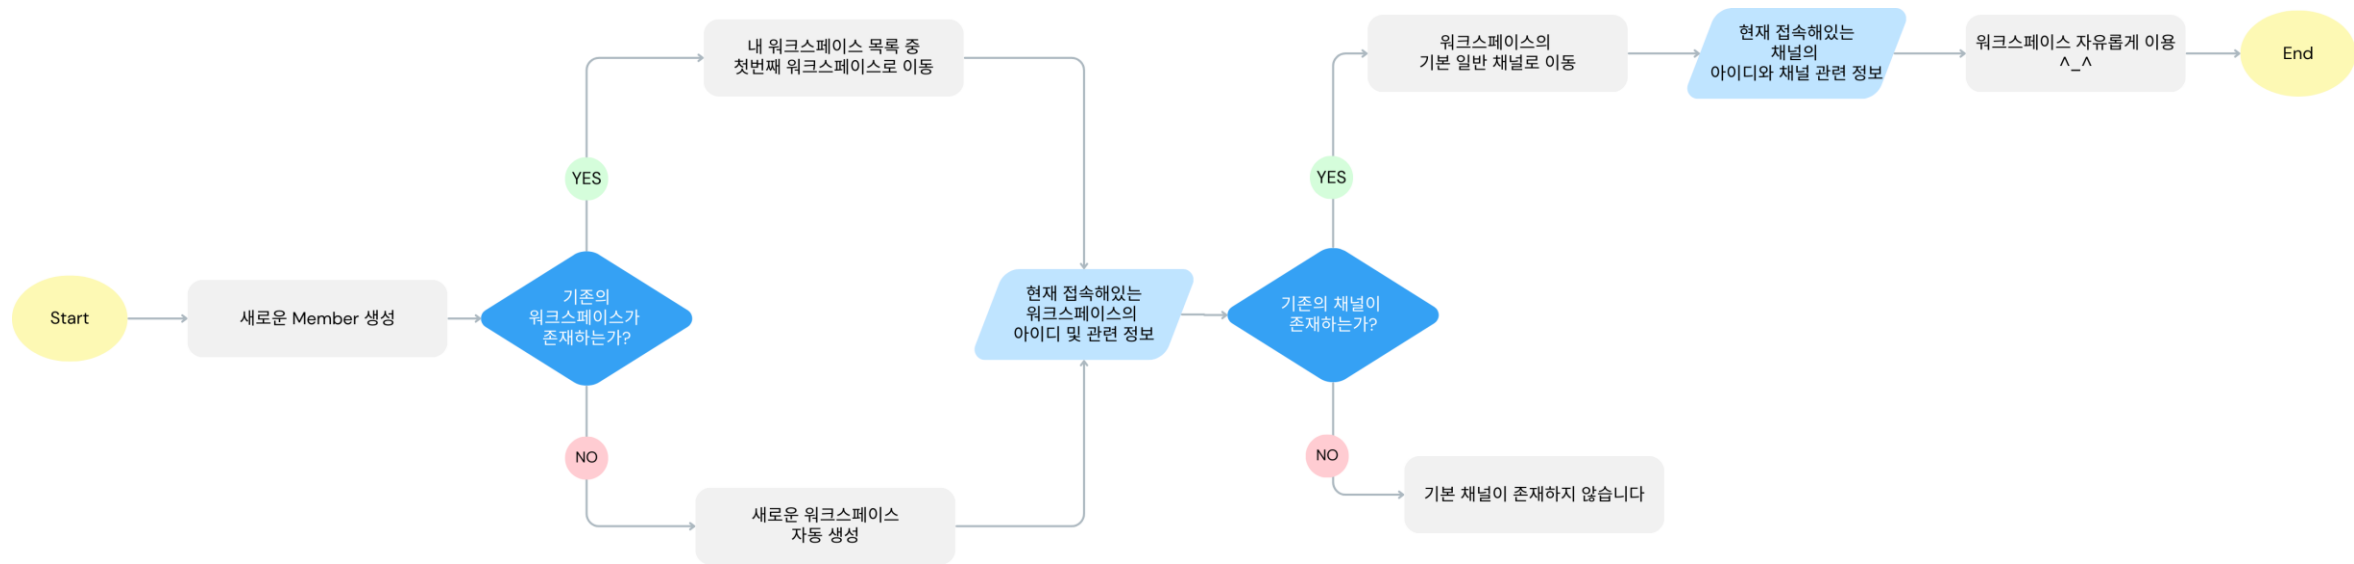 Start
새로운 Member 생성
기존의
워크스페이스가
존재하는가?
YES
내 워크스페이스 목록 중
첫번째 워크스페이스로 이동
NO
새로운 워크스페이스
자동 생성
현재 접속해있는
워크스페이스의
아이디 및 관련 정보
기존의 채널이
존재하는가?
YES
워크스페이스의
기본 일반 채널로 이동
현재 접속해있는
채널의
아이디와 채널 관련 정보
워크스페이스 자유롭게 이용
^_^
End
NO
기본 채널이 존재하지 않습니다